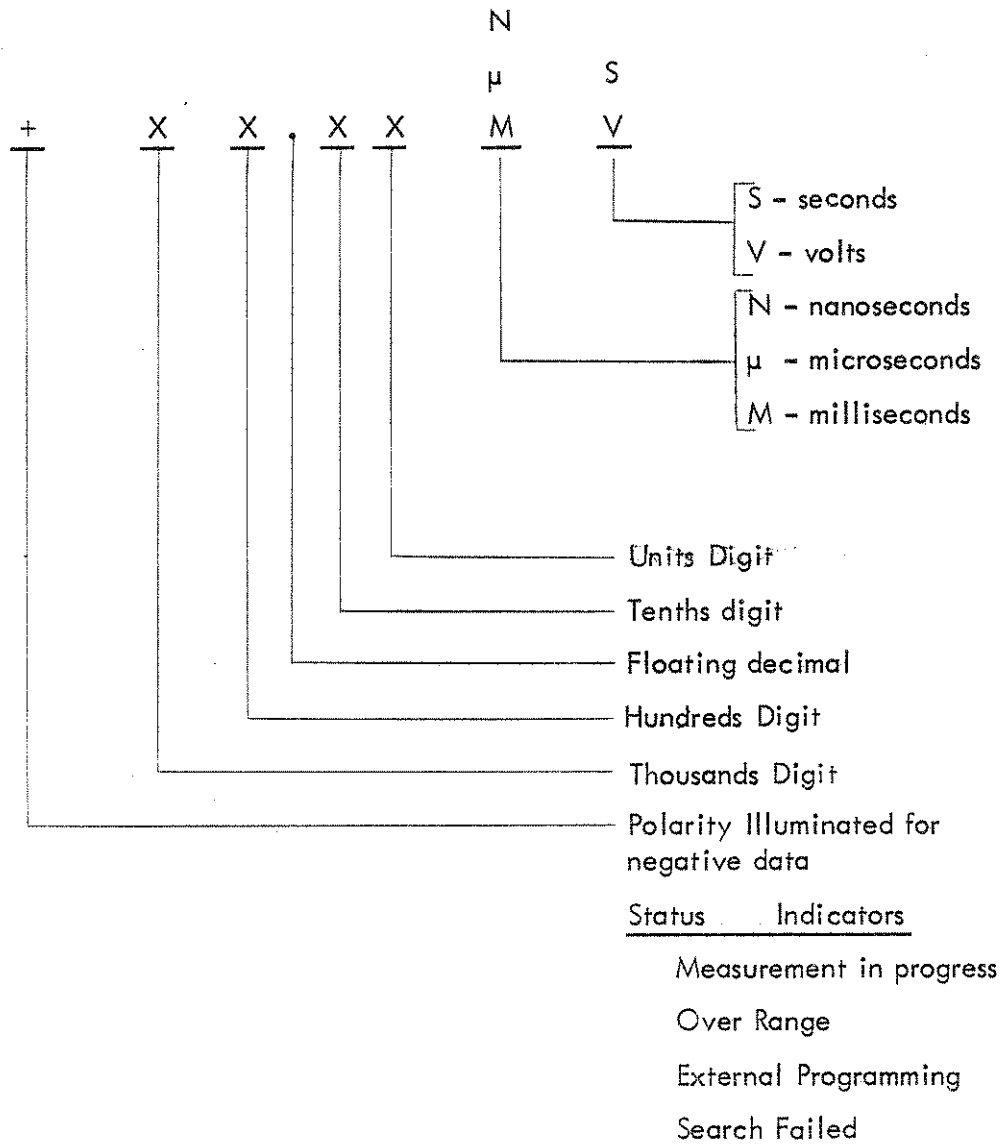 N
μ S
+ X X . X X M V
S - seconds
V - volts
N - nanoseconds
μ - microseconds
M - milliseconds
Units Digit
Tenths digit
Floating decimal
Hundreds Digit
Thousands Digit
Polarity Illuminated for
negative data
Status Indicators
Measurement in progress
Over Range
External Programming
Search Failed